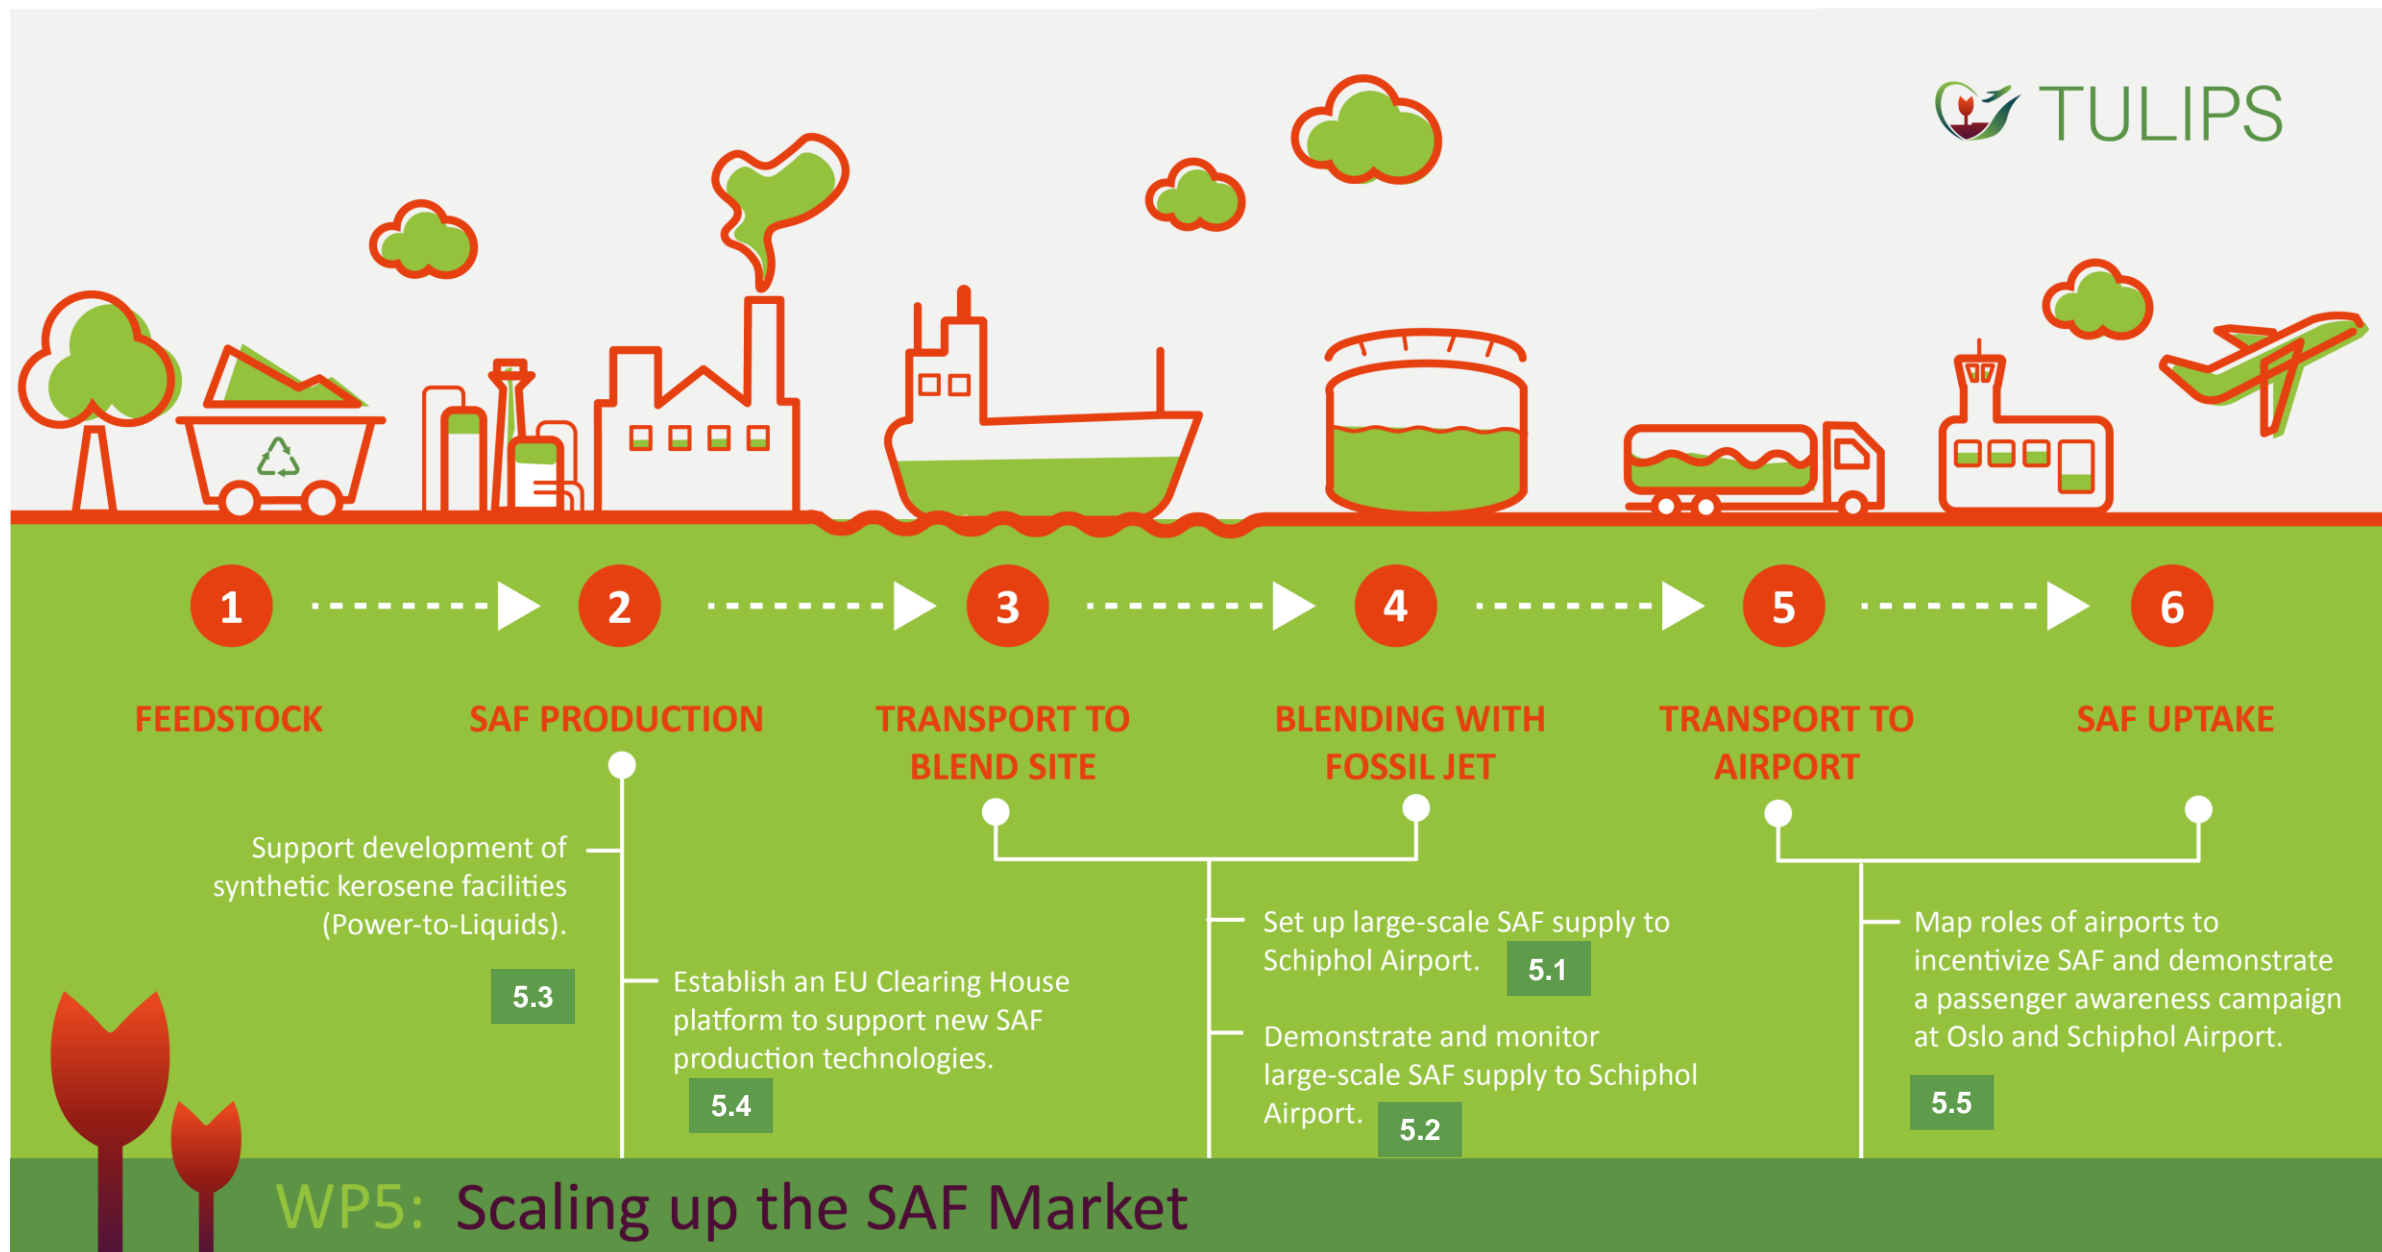 TULIPS
1
2
3
4
5
6
FEEDSTOCK
SAF PRODUCTION
TRANSPORT TO
BLEND SITE
BLENDING WITH
FOSSIL JET
TRANSPORT TO
AIRPORT
SAF UPTAKE
Support development of
synthetic kerosene facilities
(Power-to-Liquids).
5.3
Establish an EU Clearing House
platform to support new SAF
production technologies.
5.4
Set up large-scale SAF supply to
Schiphol Airport.
5.1
Demonstrate and monitor
large-scale SAF supply to Schiphol
Airport.
5.2
Map roles of airports to
incentivize SAF and demonstrate
a passenger awareness campaign
at Oslo and Schiphol Airport.
5.5
WP5: Scaling up the SAF Market